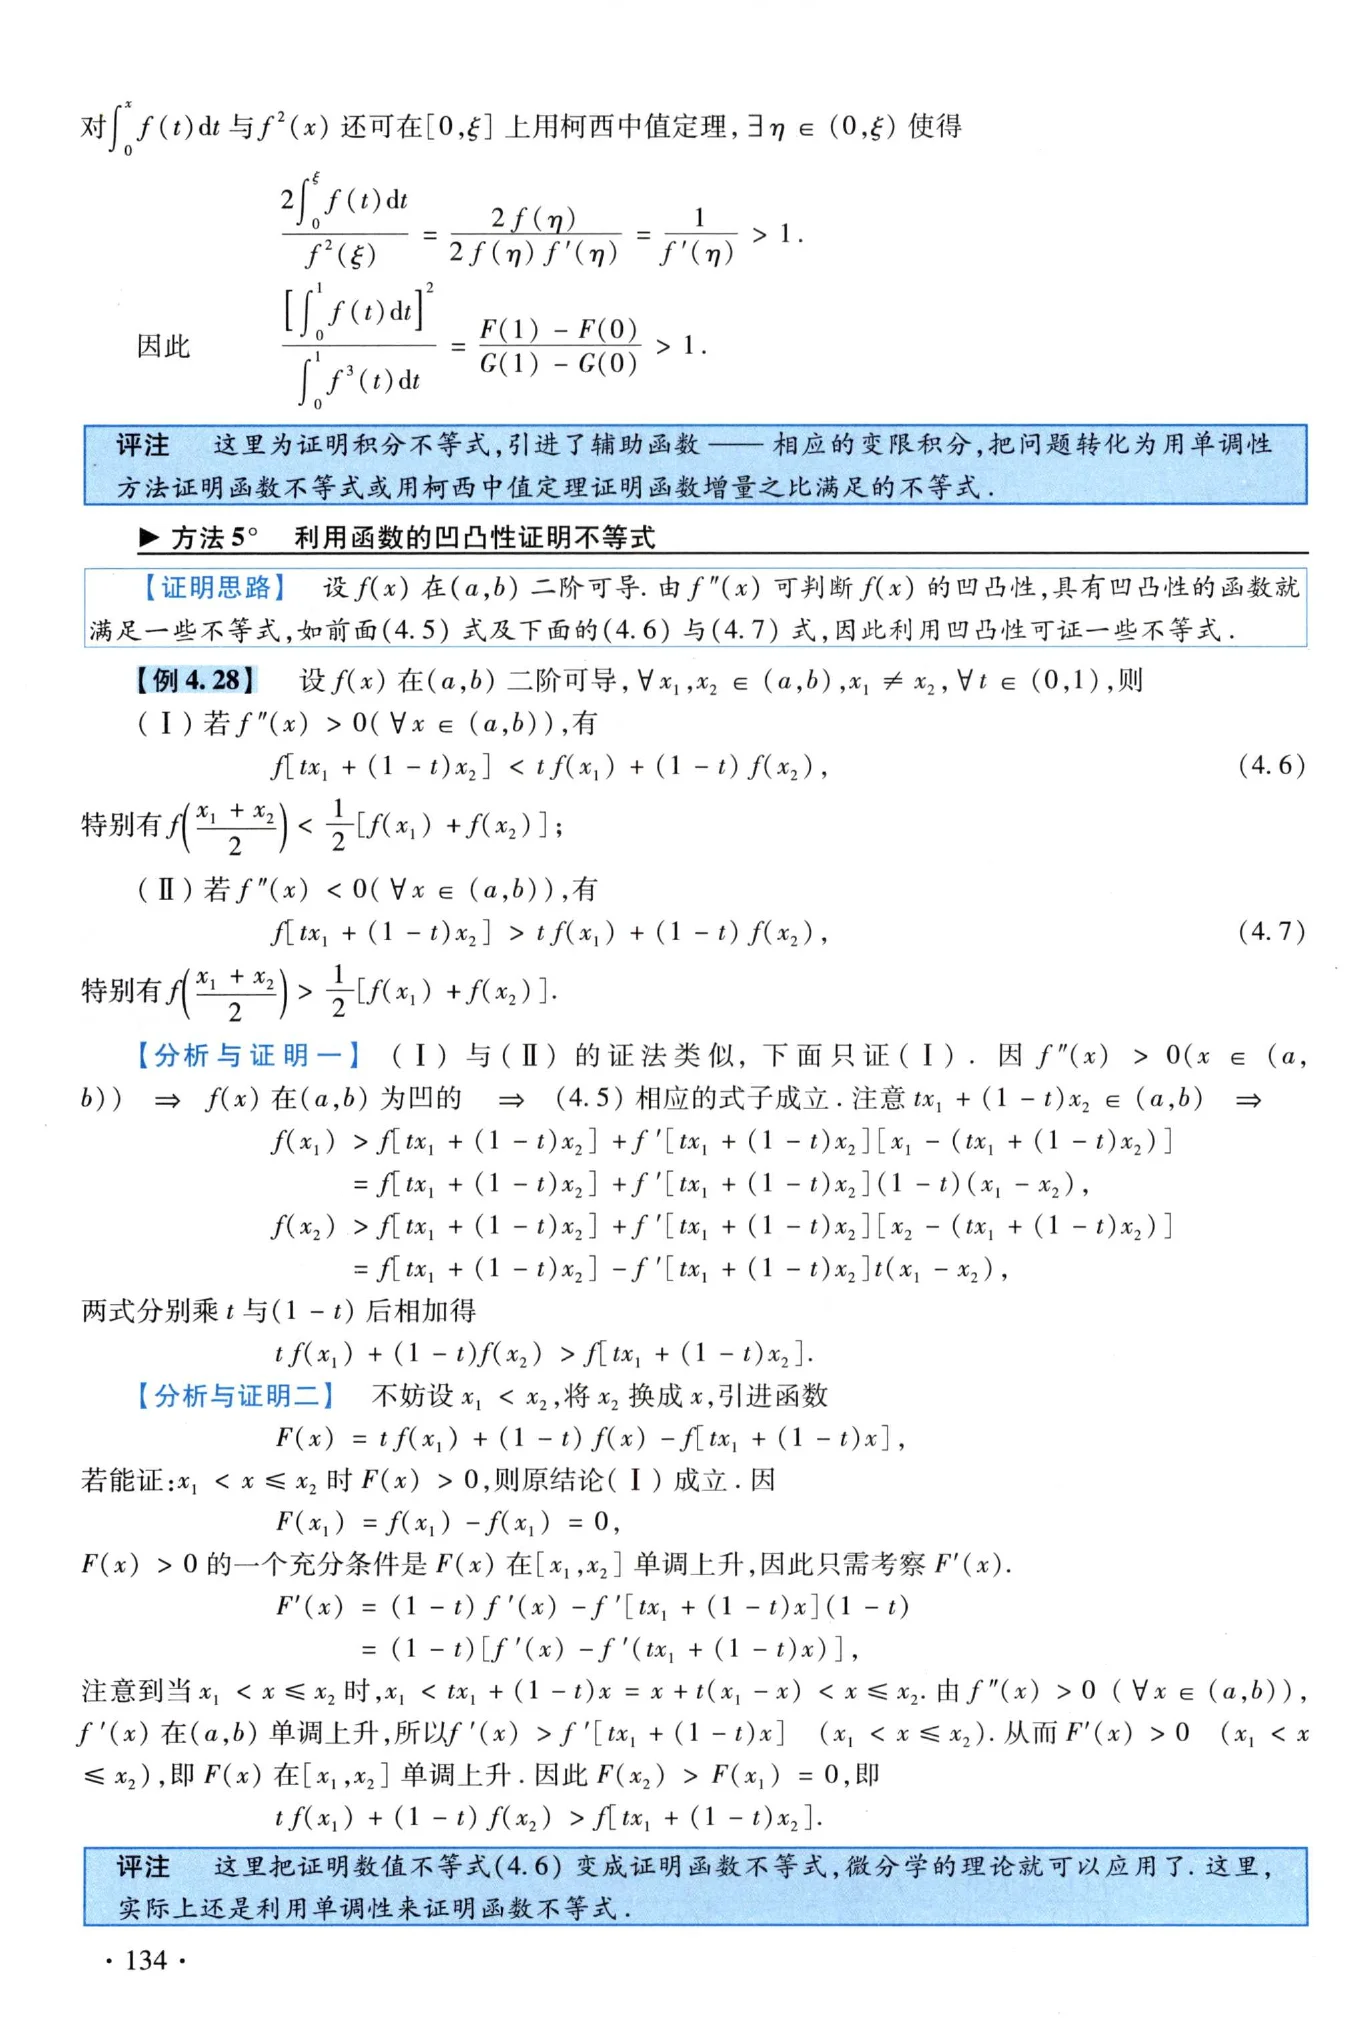 对$\int_0^x f(t)\mathrm{d}t$与$f^2(x)$还可在$[0,\xi]$上用柯西中值定理,$\exists\,\eta\in(0,\xi)$使得
$$\frac{2\int_0^\xi f(t)\mathrm{d}t}{f^2(\xi)}=\frac{2f(\eta)}{2f(\eta)f'(\eta)}=\frac{1}{f'(\eta)}>1.$$
因此 $$\frac{\left[\int_0^1 f(t)\mathrm{d}t\right]^2}{\int_0^1 f^3(t)\mathrm{d}t}=\frac{F(1)-F(0)}{G(1)-G(0)}>1.$$
评注 这里为证明积分不等式,引进了辅助函数——相应的变限积分,把问题转化为用单调性
方法证明函数不等式或用柯西中值定理证明函数增量之比满足的不等式.
▶ 方法5° 利用函数的凹凸性证明不等式
【证明思路】 设$f(x)$在$(a,b)$二阶可导.由$f''(x)$可判断$f(x)$的凹凸性,具有凹凸性的函数就
满足一些不等式,如前面(4.5)式及下面的(4.6)与(4.7)式,因此利用凹凸性可证一些不等式.
【例4.28】 设$f(x)$在$(a,b)$二阶可导,$\forall x_1,x_2\in(a,b),x_1\neq x_2,\forall t\in(0,1)$,则
(Ⅰ)若$f''(x)>0(\forall x\in(a,b))$,有
$$f[tx_1+(1-t)x_2]<tf(x_1)+(1-t)f(x_2),$$ (4.6)
特别有$f\left(\frac{x_1+x_2}{2}\right)<\frac{1}{2}[f(x_1)+f(x_2)]$;
(Ⅱ)若$f''(x)<0(\forall x\in(a,b))$,有
$$f[tx_1+(1-t)x_2]>tf(x_1)+(1-t)f(x_2),$$ (4.7)
特别有$f\left(\frac{x_1+x_2}{2}\right)>\frac{1}{2}[f(x_1)+f(x_2)]$.
【分析与证明一】 (Ⅰ)与(Ⅱ)的证法类似,下面只证(Ⅰ).因$f''(x)>0(x\in(a,$
$b))$ $\Rightarrow$ $f(x)$在$(a,b)$为凹的 $\Rightarrow$ (4.5)相应的式子成立.注意$tx_1+(1-t)x_2\in(a,b)$ $\Rightarrow$
$$f(x_1)>f[tx_1+(1-t)x_2]+f'[tx_1+(1-t)x_2][x_1-(tx_1+(1-t)x_2)]$$
$$=f[tx_1+(1-t)x_2]+f'[tx_1+(1-t)x_2](1-t)(x_1-x_2),$$
$$f(x_2)>f[tx_1+(1-t)x_2]+f'[tx_1+(1-t)x_2][x_2-(tx_1+(1-t)x_2)]$$
$$=f[tx_1+(1-t)x_2]-f'[tx_1+(1-t)x_2]t(x_1-x_2),$$
两式分别乘$t$与$(1-t)$后相加得
$$tf(x_1)+(1-t)f(x_2)>f[tx_1+(1-t)x_2].$$
【分析与证明二】 不妨设$x_1<x_2$,将$x_2$换成$x$,引进函数
$$F(x)=tf(x_1)+(1-t)f(x)-f[tx_1+(1-t)x],$$
若能证:$x_1<x\leqslant x_2$时$F(x)>0$,则原结论(Ⅰ)成立.因
$$F(x_1)=f(x_1)-f(x_1)=0,$$
$F(x)>0$的一个充分条件是$F(x)$在$[x_1,x_2]$单调上升,因此只需考察$F'(x)$.
$$F'(x)=(1-t)f'(x)-f'[tx_1+(1-t)x](1-t)$$
$$=(1-t)[f'(x)-f'(tx_1+(1-t)x)],$$
注意到当$x_1<x\leqslant x_2$时,$x_1<tx_1+(1-t)x=x+t(x_1-x)<x\leqslant x_2$.由$f''(x)>0$ $(\forall x\in(a,b))$,
$f'(x)$在$(a,b)$单调上升,所以$f'(x)>f'[tx_1+(1-t)x]$ $(x_1<x\leqslant x_2)$.从而$F'(x)>0$ $(x_1<x$
$\leqslant x_2)$,即$F(x)$在$[x_1,x_2]$单调上升.因此$F(x_2)>F(x_1)=0$,即
$$tf(x_1)+(1-t)f(x_2)>f[tx_1+(1-t)x_2].$$
评注 这里把证明数值不等式(4.6)变成证明函数不等式,微分学的理论就可以应用了.这里,
实际上还是利用单调性来证明函数不等式.
· 134 ·